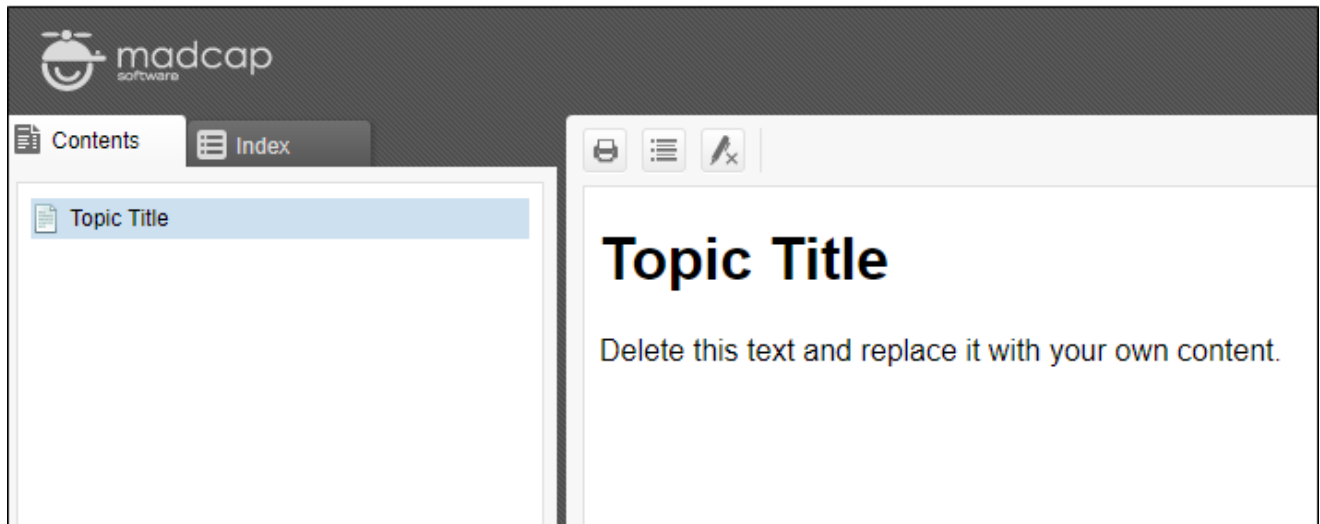 madcap
software
Contents
Index
Topic Title
Topic Title
Delete this text and replace it with your own content.